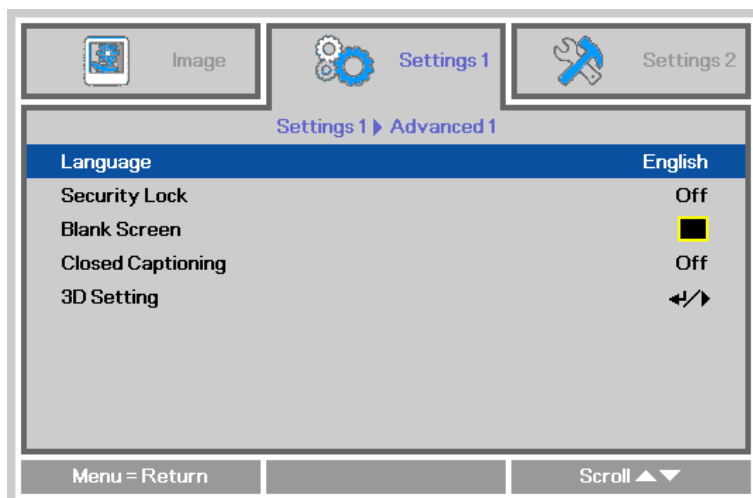 Image
Settings 1
Settings 2
Settings 1 ▶ Advanced 1
Language English
Security Lock Off
Blank Screen
Closed Captioning Off
3D Setting ↵/▶
Menu = Return Scroll ▲▼